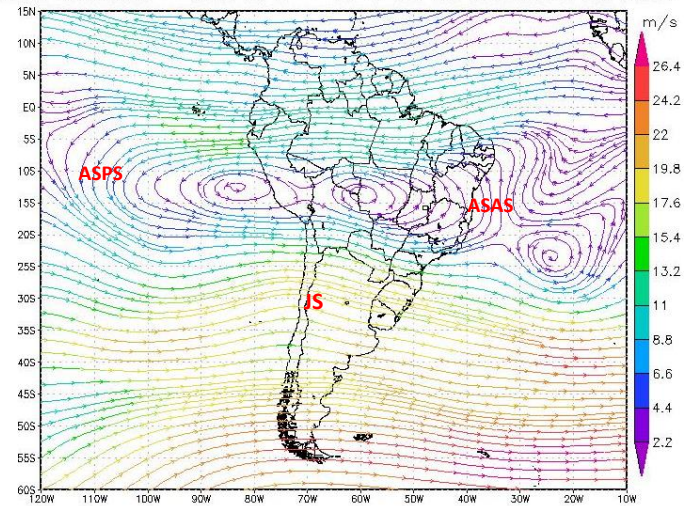 m/s
15N
10N
5N
EQ
5S
10S
15S
20S
25S
30S
35S
40S
45S
50S
55S
60S
120W 110W 100W 90W 80W 70W 60W 50W 40W 30W 20W 10W
ASPS
ASAS
JS
26.4
24.2
22
19.8
17.6
15.4
13.2
11
8.8
6.6
4.4
2.2